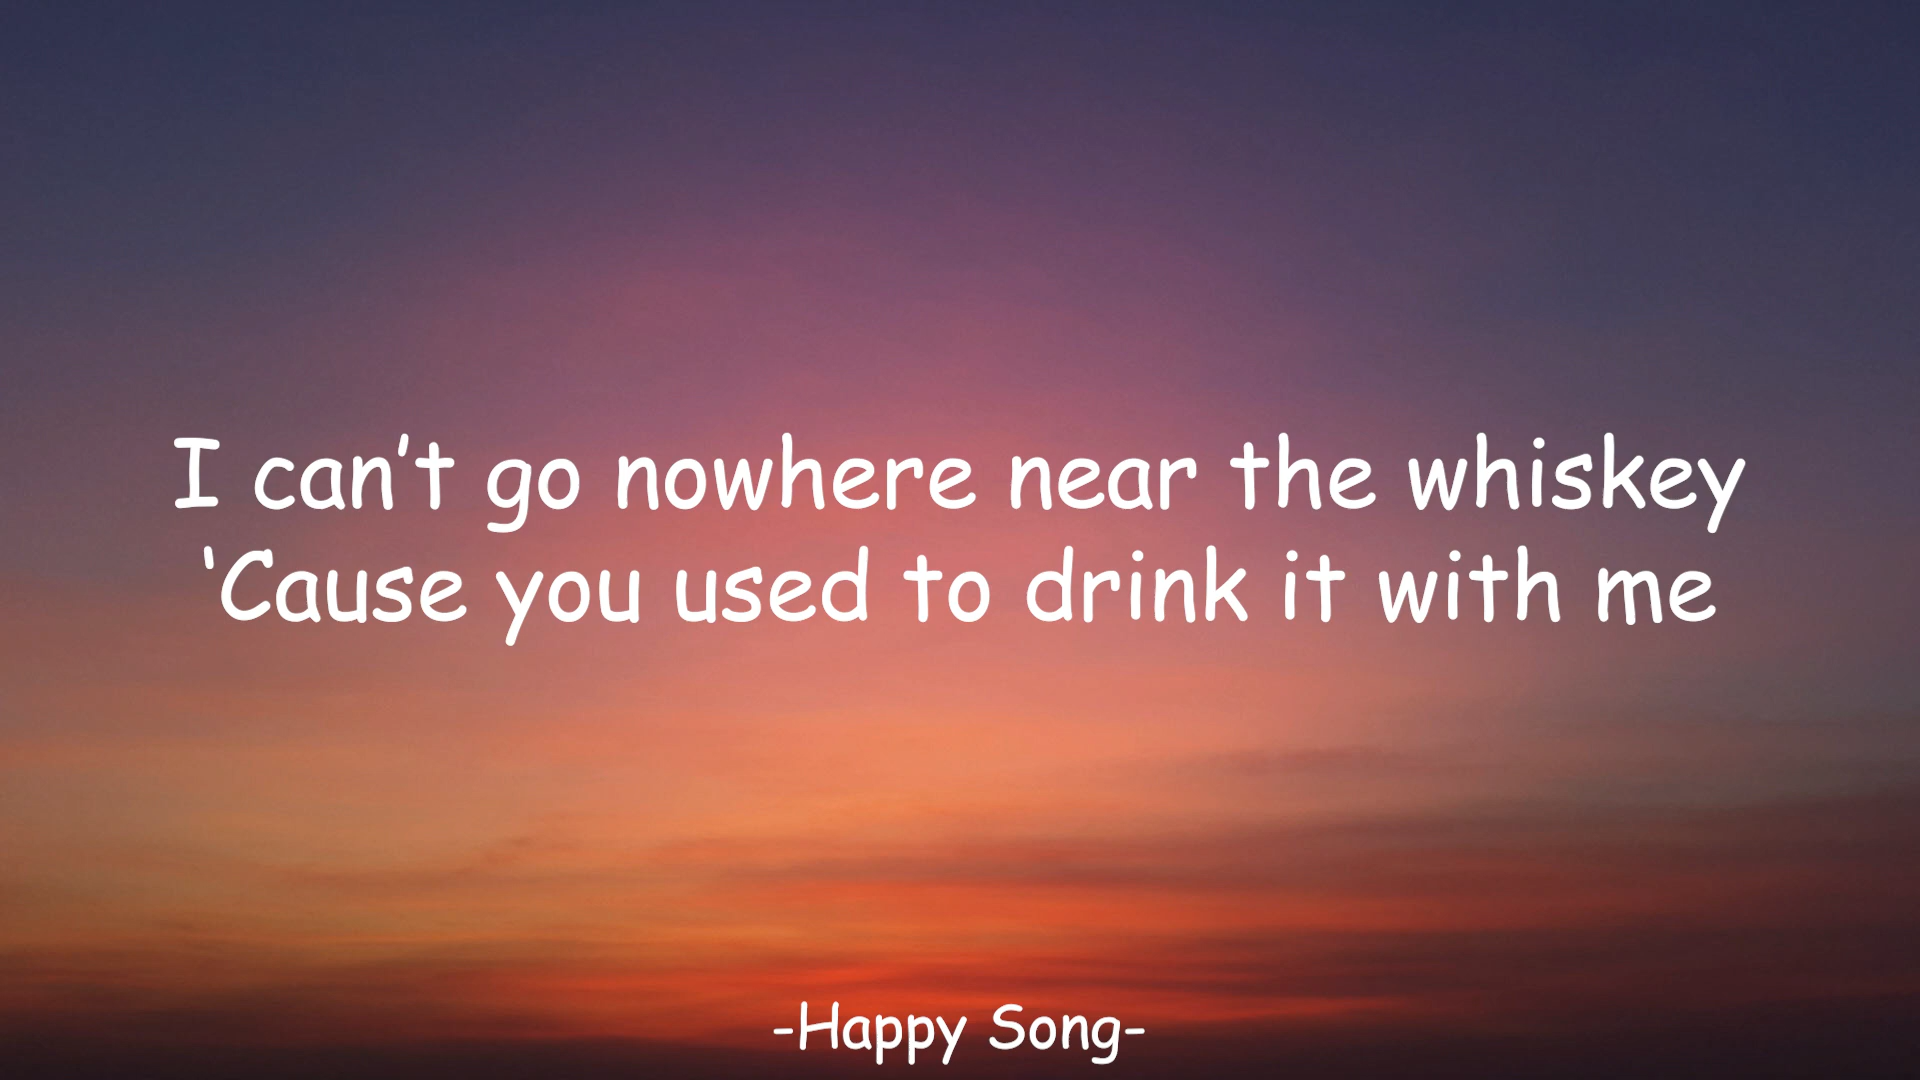 I can’t go nowhere near the whiskey
‘Cause you used to drink it with me
-Happy Song-